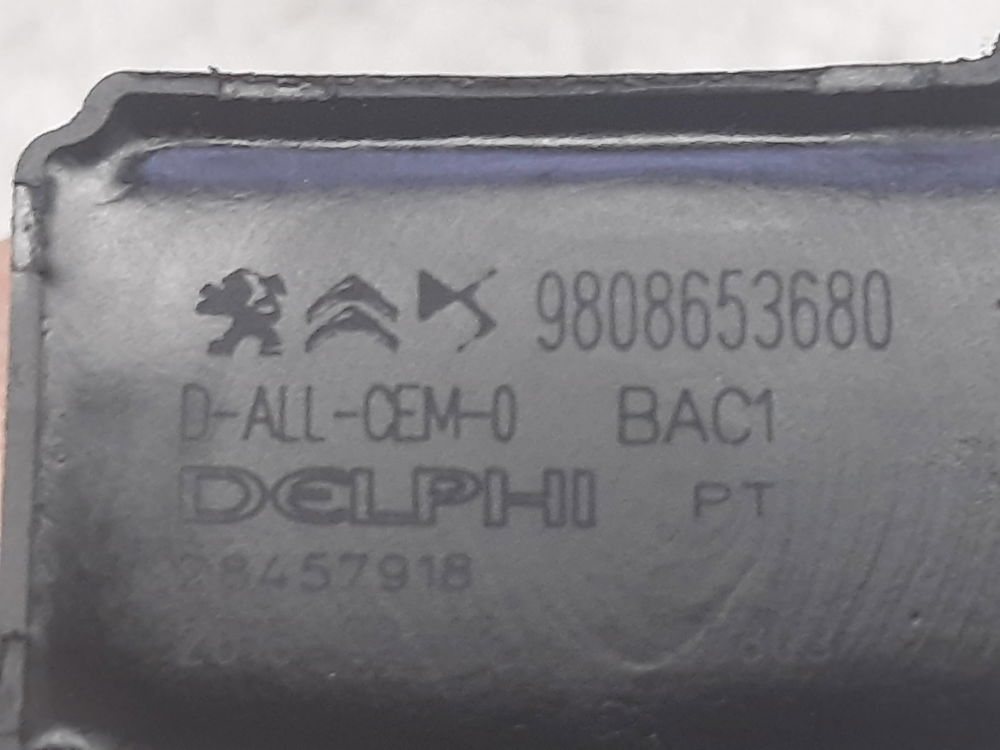 9808653680
D-ALL-CEM-0 BAC1
DELPHI PT
28457918